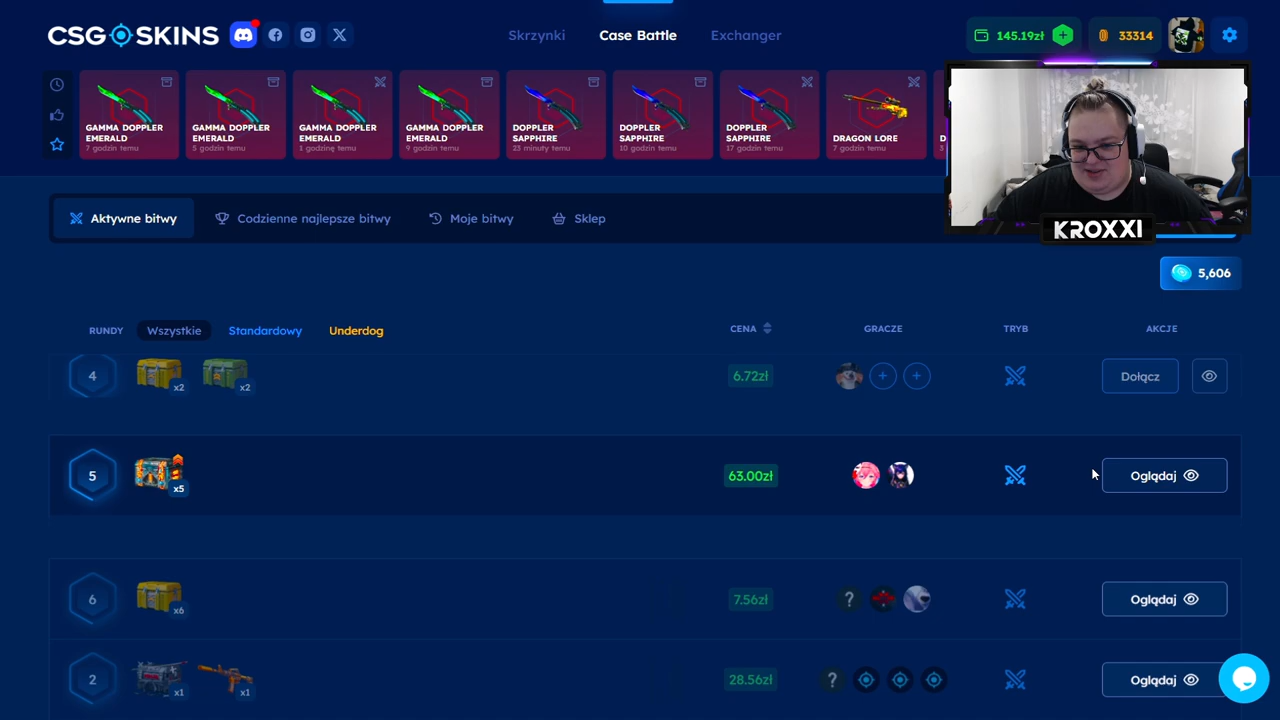 CSG SKINS
Skrzynki
Case Battle
Exchanger
145.19zł
33314
GAMMA DOPPLER EMERALD
7 godzin temu
GAMMA DOPPLER EMERALD
5 godzin temu
GAMMA DOPPLER EMERALD
1 godzinę temu
GAMMA DOPPLER EMERALD
9 godzin temu
DOPPLER SAPPHIRE
23 minuty temu
DOPPLER SAPPHIRE
10 godzin temu
DOPPLER SAPPHIRE
17 godzin temu
DRAGON LORE
7 godzin temu
KROXXI
Aktywne bitwy
Codzienne najlepsze bitwy
Moje bitwy
Sklep
5,606
RUNDY
Wszystkie
Standardowy
Underdog
CENA
GRACZE
TRYB
AKCJE
4
x2
x2
6.72zł
+
+
Dołącz
5
x5
63.00zł
Oglądaj
6
x6
7.56zł
?
Oglądaj
2
x1
x1
28.56zł
?
Oglądaj